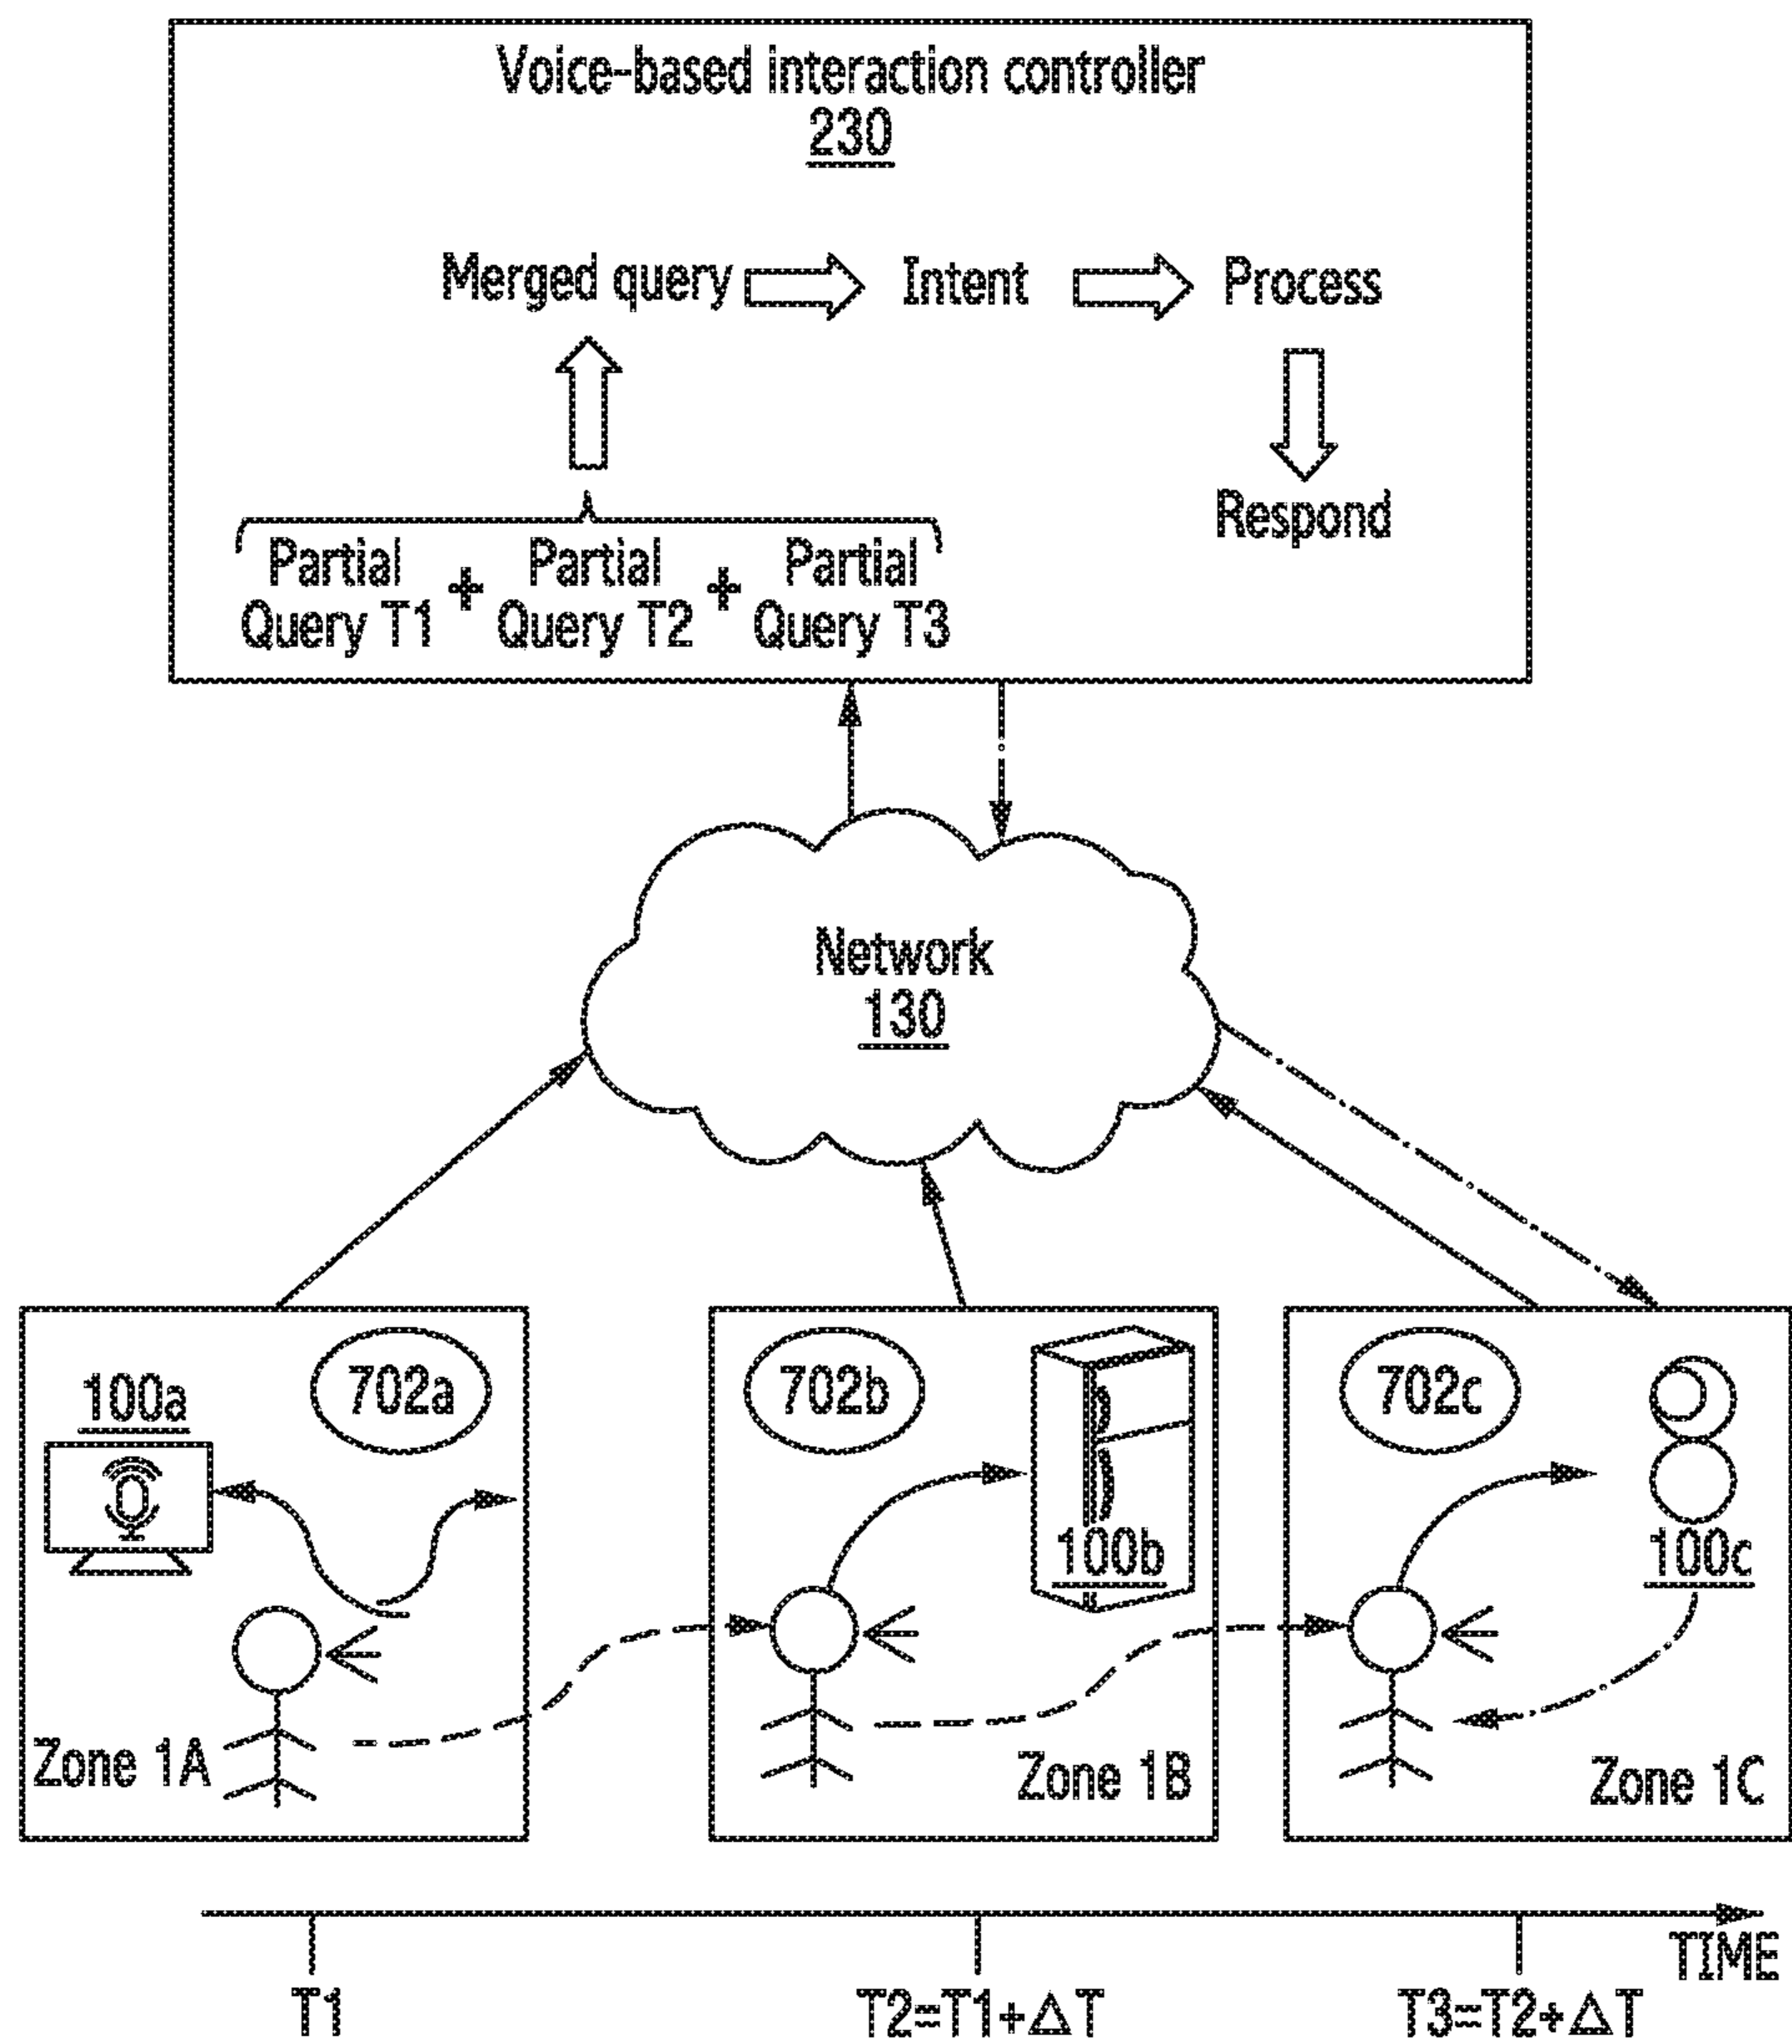 Voice-based interaction controller
230
Merged query
Intent
Process
Respond
Partial Query T1 + Partial Query T2 + Partial Query T3
Network
130
100a
702a
Zone 1A
702b
100b
Zone 1B
702c
100c
Zone 1C
TIME
T1
T2=T1+ΔT
T3=T2+ΔT